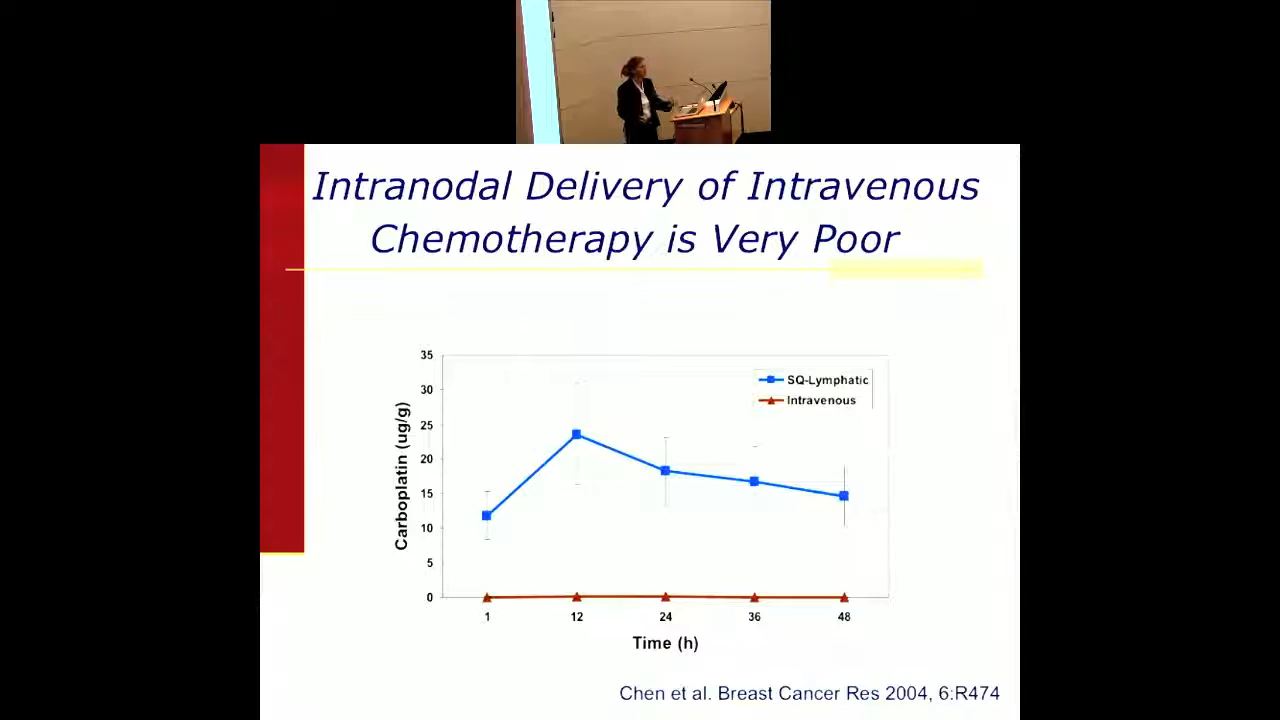 Intranodal Delivery of Intravenous
Chemotherapy is Very Poor
35
30
25
20
15
10
5
0
Carboplatin (ug/g)
SQ-Lymphatic
Intravenous
1 12 24 36 48
Time (h)
Chen et al. Breast Cancer Res 2004, 6:R474